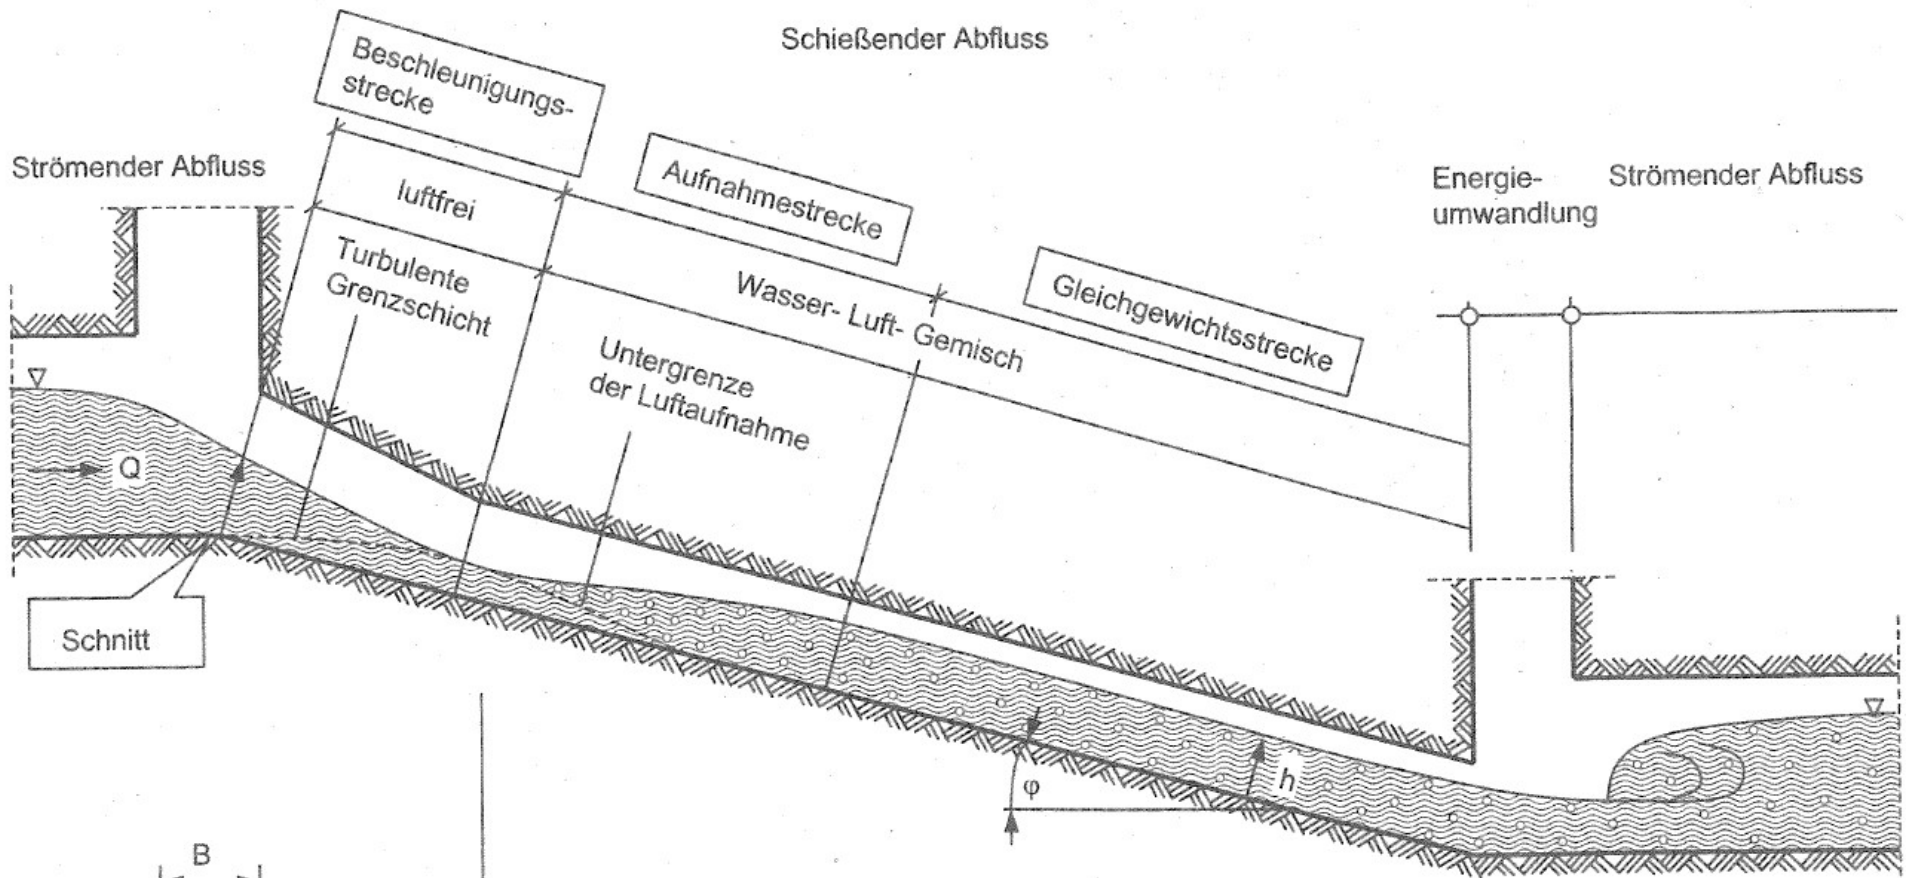 Schießender Abfluss
Beschleunigungs-
strecke
Strömender Abfluss
luftfrei
Aufnahmestrecke
Energie-
umwandlung
Strömender Abfluss
Turbulente
Grenzschicht
Wasser- Luft- Gemisch
Gleichgewichtsstrecke
Untergrenze
der Luftaufnahme
Q
Schnitt
φ
h
B